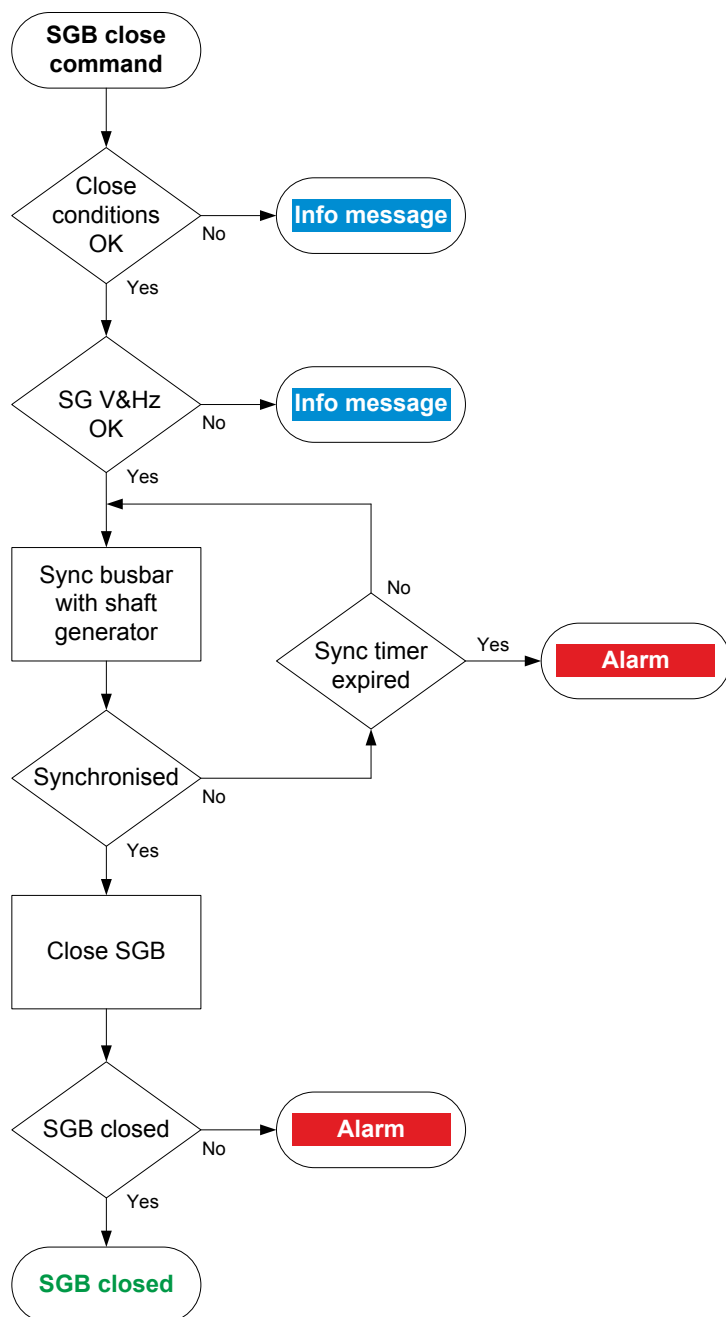 SGB close
command
Close
conditions
OK
No
Info message
Yes
SG V&Hz
OK
No
Info message
Yes
Sync busbar
with shaft
generator
No
Sync timer
expired
Yes
Alarm
Synchronised
No
Yes
Close SGB
SGB closed
No
Alarm
Yes
SGB closed